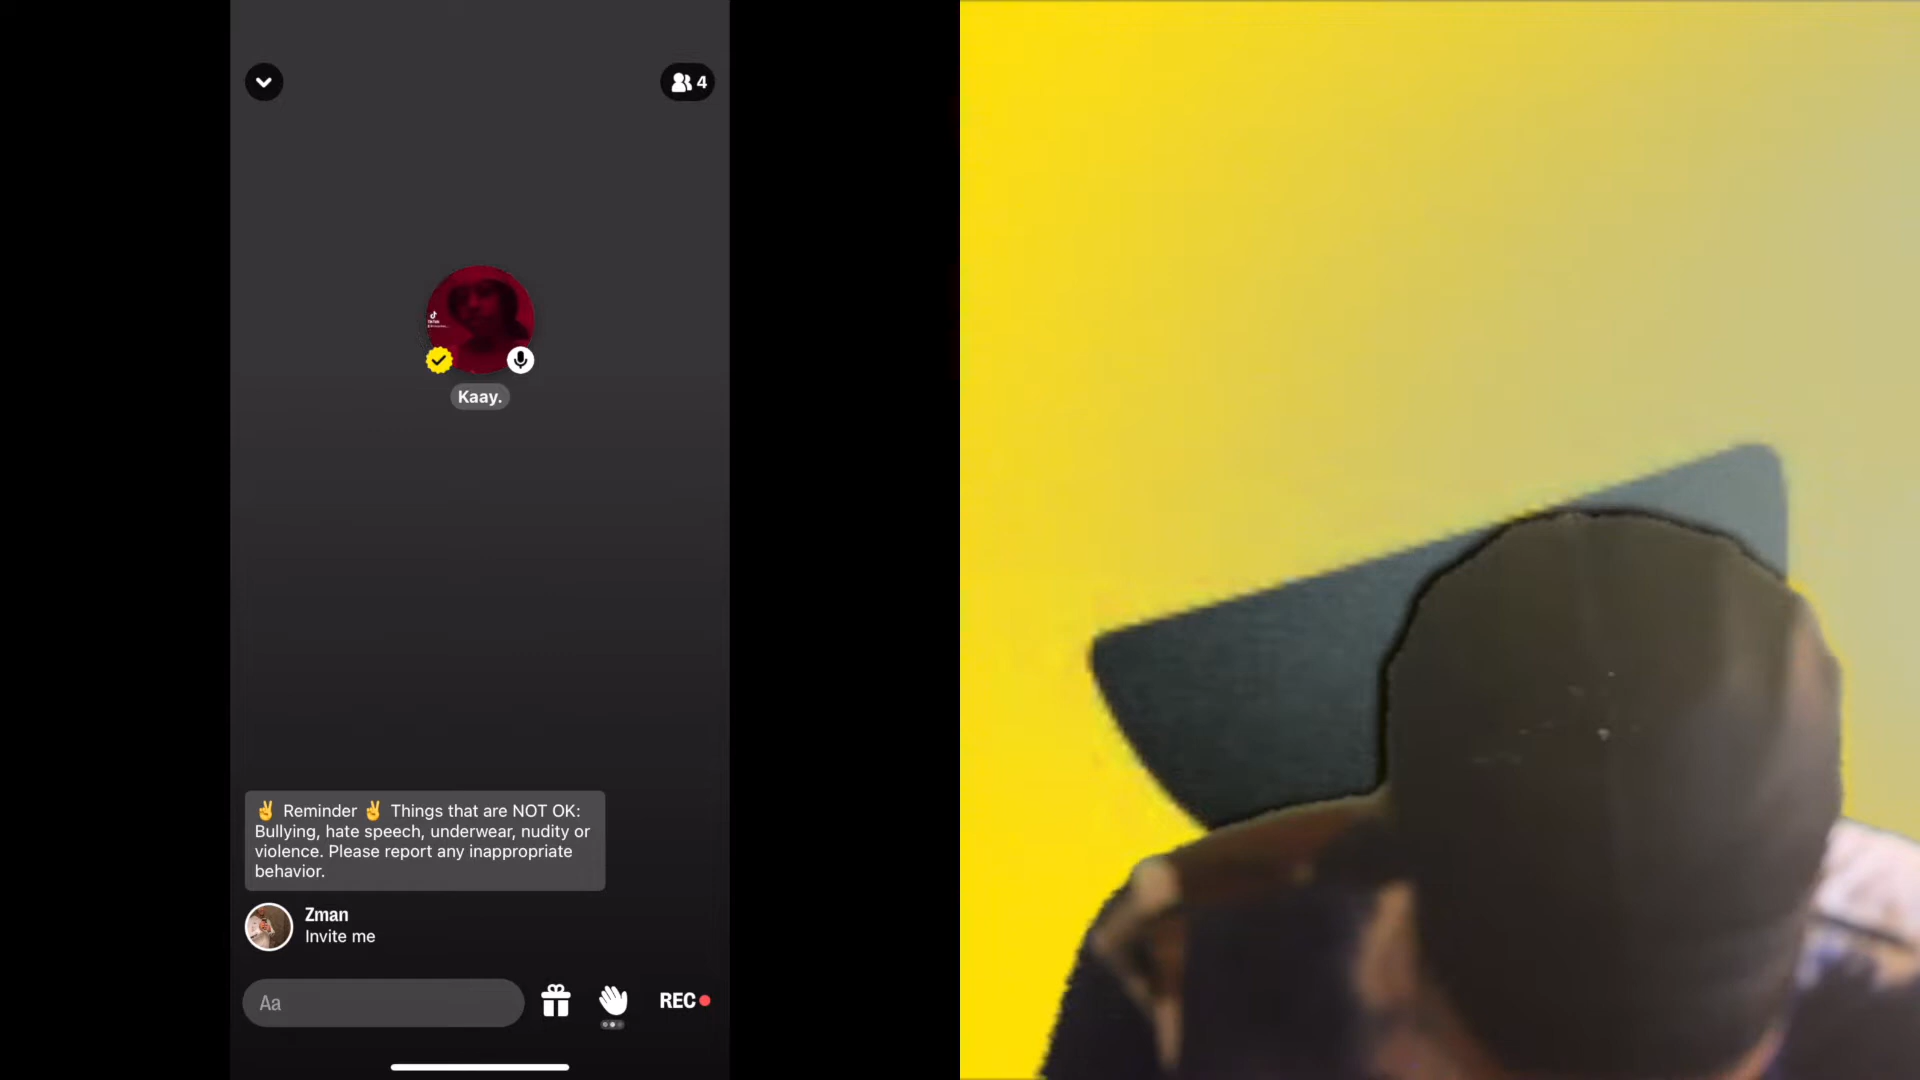 4
Kaay.
✌️ Reminder ✌️ Things that are NOT OK:
Bullying, hate speech, underwear, nudity or
violence. Please report any inappropriate
behavior.
Zman
Invite me
Aa
REC